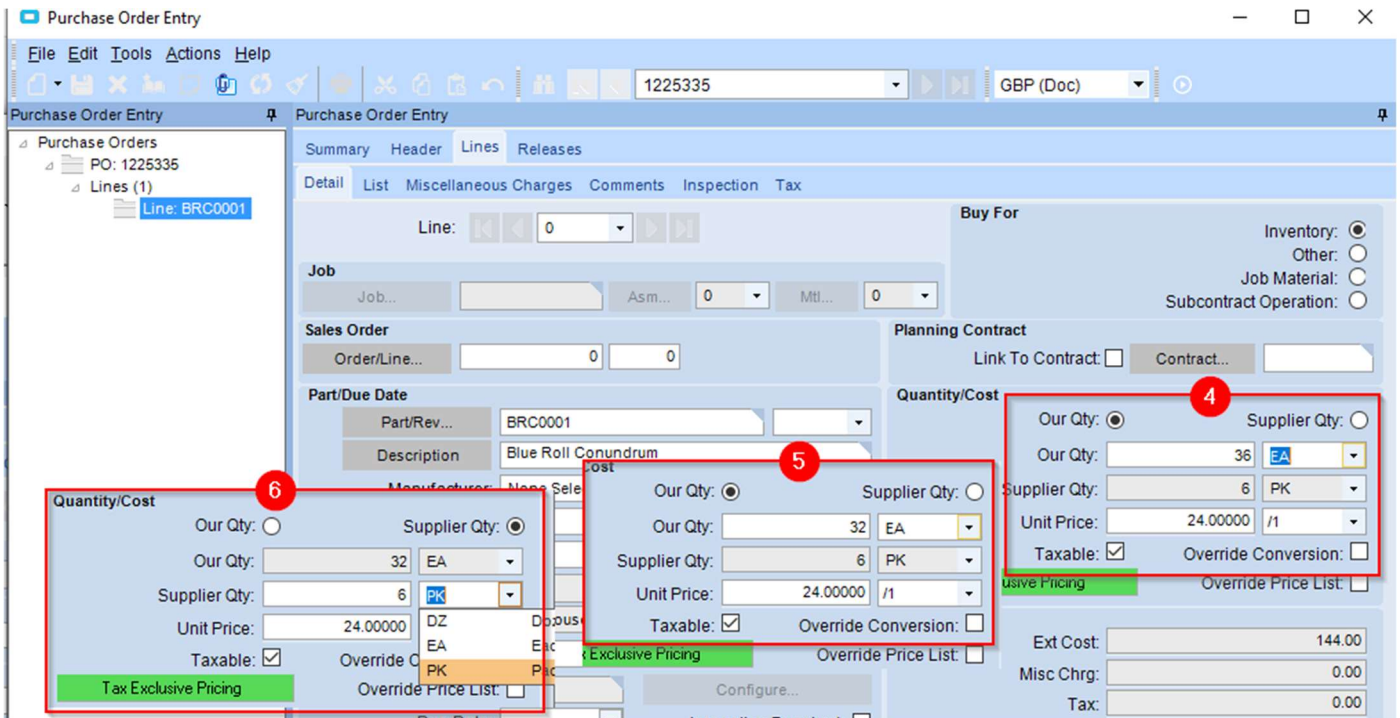 Purchase Order Entry
File Edit Tools Actions Help
1225335
GBP (Doc)
Purchase Order Entry
Purchase Orders
PO: 1225335
Lines (1)
Line: BRC0001
Purchase Order Entry
Summary Header Lines Releases
Detail List Miscellaneous Charges Comments Inspection Tax
Line: 0
Buy For
Inventory:
Other:
Job Material:
Subcontract Operation:
Job
Job... Asm... 0 Mtl... 0
Sales Order
Order/Line... 0 0
Planning Contract
Link To Contract: Contract...
Part/Due Date
Part/Rev... BRC0001
Description Blue Roll Conundrum
Quantity/Cost
4
Our Qty: Supplier Qty:
Our Qty: 36 EA
Supplier Qty: 6 PK
Unit Price: 24.00000 /1
Taxable: Override Conversion:
Override Price List:
Ext Cost: 144.00
Misc Chrg: 0.00
Tax: 0.00
5
Cost
Our Qty: Supplier Qty:
Our Qty: 32 EA
Supplier Qty: 6 PK
Unit Price: 24.00000 /1
Taxable: Override Conversion:
Exclusive Pricing Override Price List:
Configure...
6
Quantity/Cost
Our Qty: Supplier Qty:
Our Qty: 32 EA
Supplier Qty: 6 PK
Unit Price: 24.00000
DZ
EA
PK
Taxable:
Tax Exclusive Pricing
Override Price List: